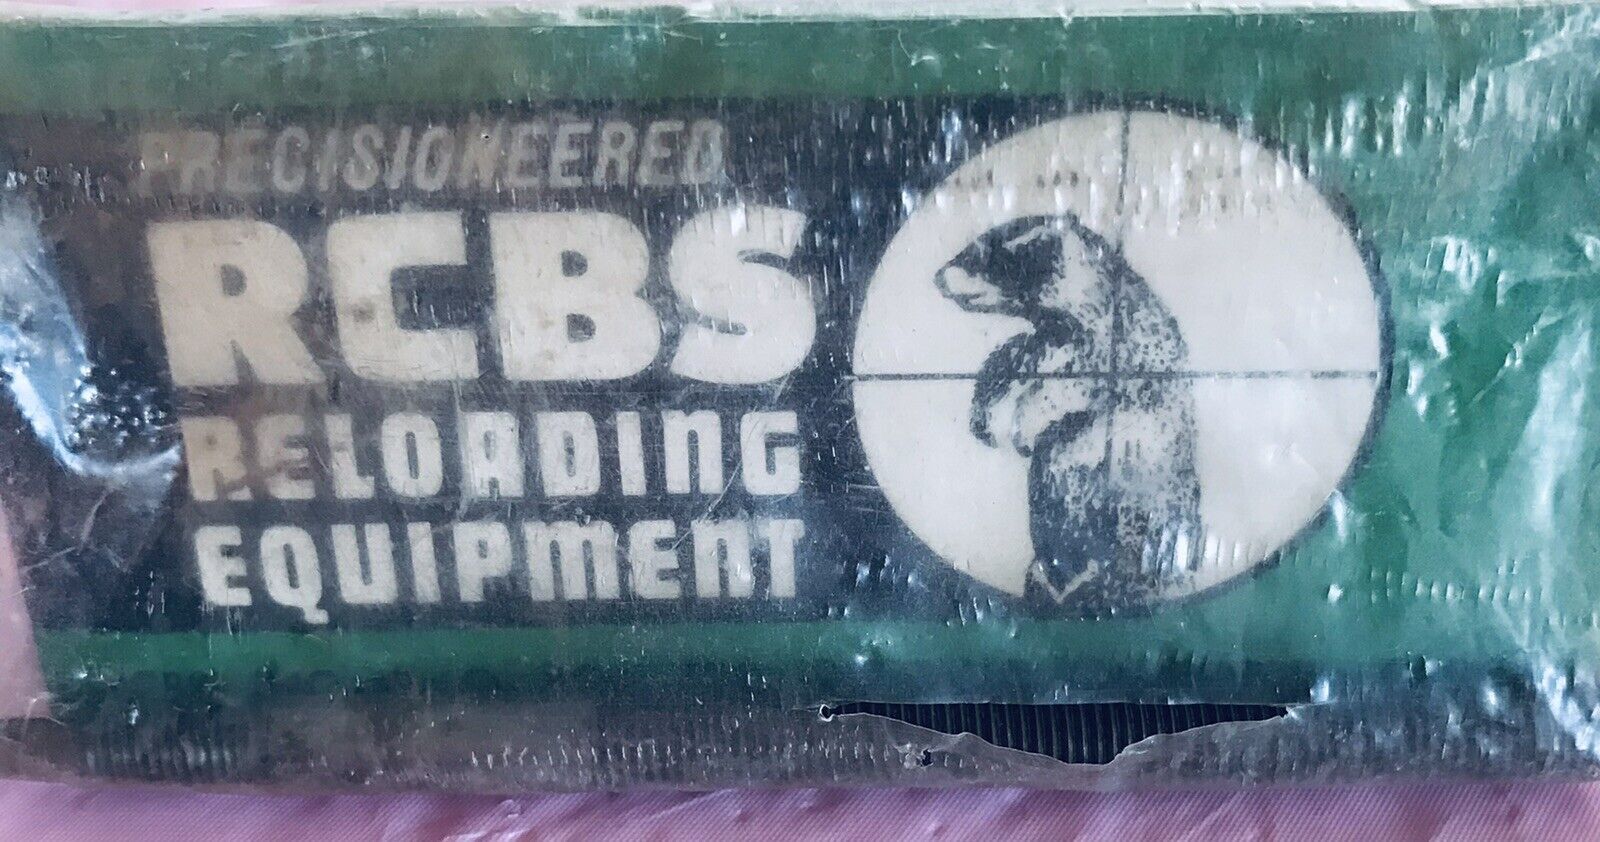 PRECISIONEERED
RCBS
RELOADING
EQUIPMENT